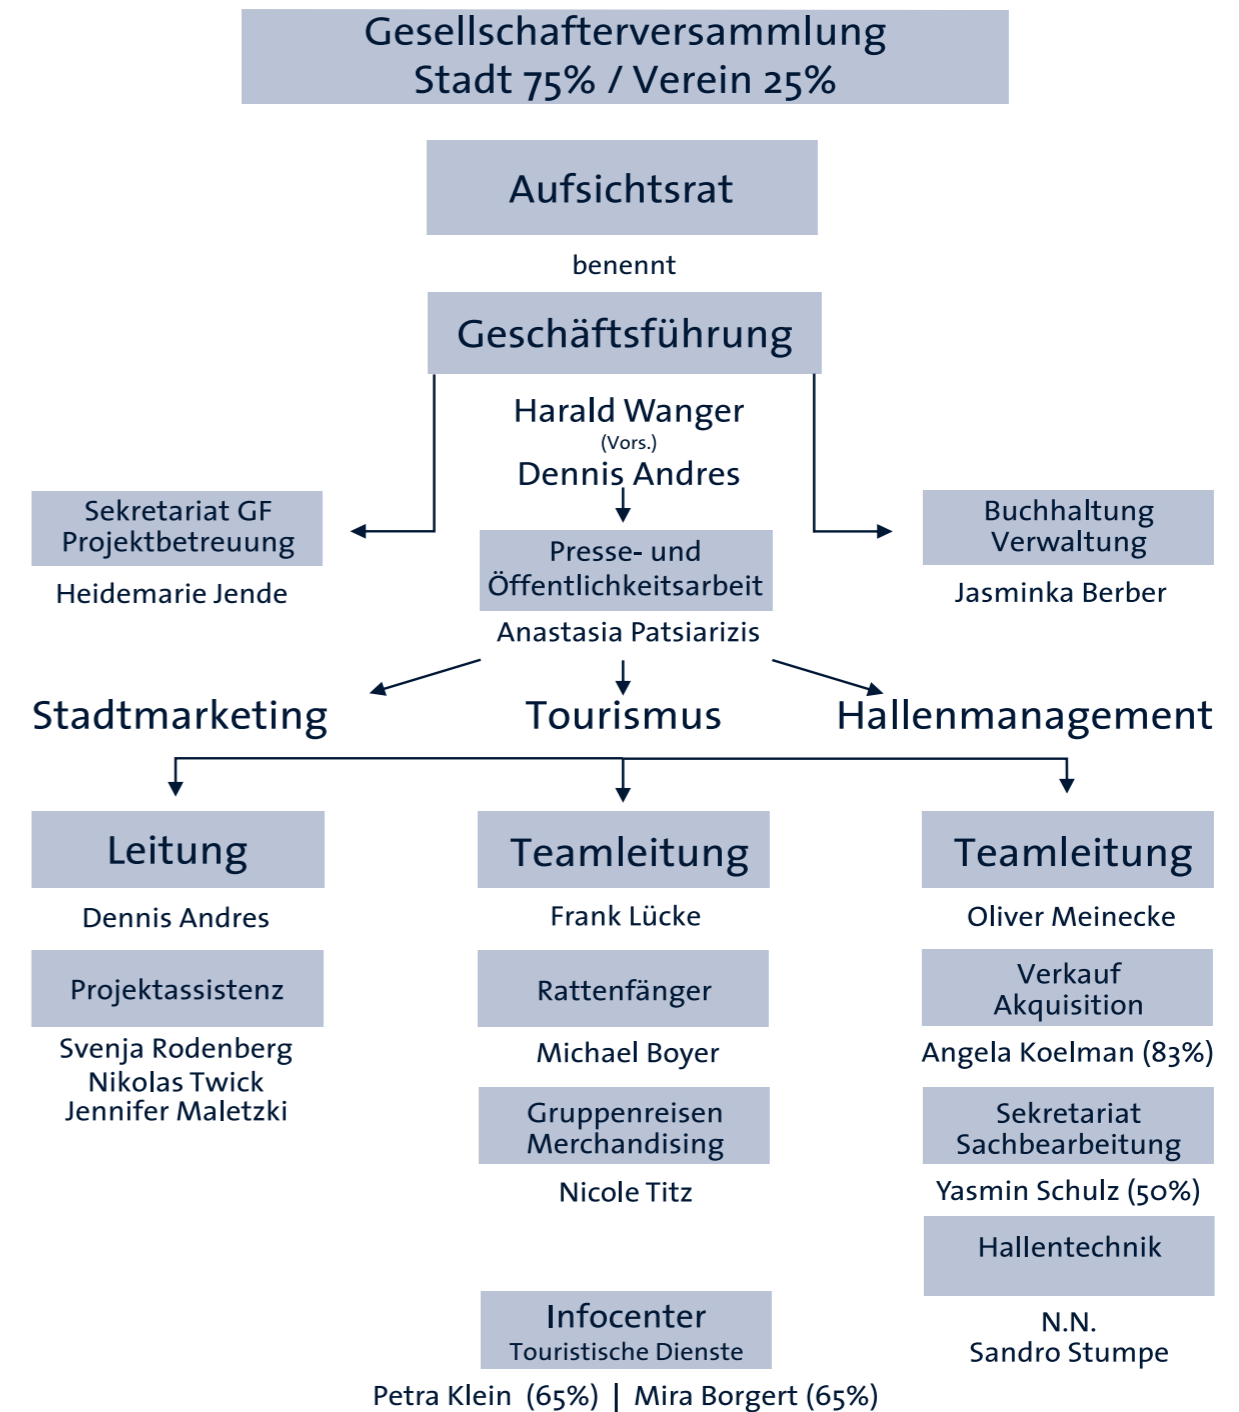 Gesellschafterversammlung
Stadt 75% / Verein 25%
Aufsichtsrat
benennt
Geschäftsführung
Harald Wanger
(Vors.)
Dennis Andres
Sekretariat GF
Projektbetreuung
Heidemarie Jende
Presse- und
Öffentlichkeitsarbeit
Anastasia Patsiarizis
Buchhaltung
Verwaltung
Jasminka Berber
Stadtmarketing
Tourismus
Hallenmanagement
Leitung
Dennis Andres
Projektassistenz
Svenja Rodenberg
Nikolas Twick
Jennifer Maletzki
Teamleitung
Frank Lücke
Rattenfänger
Michael Boyer
Gruppenreisen
Merchandising
Nicole Titz
Infocenter
Touristische Dienste
Petra Klein (65%) | Mira Borgert (65%)
Teamleitung
Oliver Meinecke
Verkauf
Akquisition
Angela Koelman (83%)
Sekretariat
Sachbearbeitung
Yasmin Schulz (50%)
Hallentechnik
N.N.
Sandro Stumpe